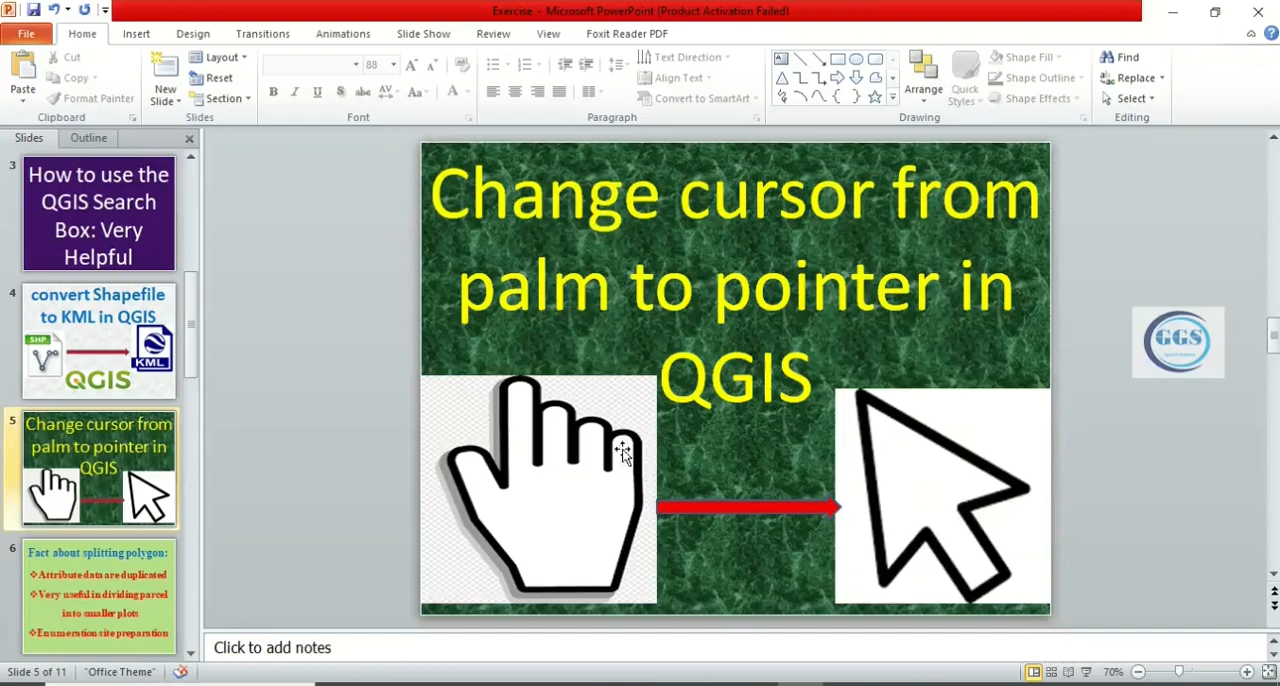 Exercise - Microsoft PowerPoint (Product Activation Failed)
File Home Insert Design Transitions Animations Slide Show Review View Foxit Reader PDF
Paste
Cut
Copy
Format Painter
Clipboard
New
Slide
Layout
Reset
Section
Slides
88
B I U S abc AV Aa A
Font
Text Direction
Align Text
Convert to SmartArt
Paragraph
Arrange
Quick
Styles
Shape Fill
Shape Outline
Shape Effects
Drawing
Find
Replace
Select
Editing
Slides Outline
3
How to use the
QGIS Search
Box: Very
Helpful
4
convert Shapefile
to KML in QGIS
SHP
KML
QGIS
5
Change cursor from
palm to pointer in
QGIS
6
Fact about splitting polygon:
❖Attribute data are duplicated
❖Very useful in dividing parcel
into smaller plots
❖Enumeration site preparation
Change cursor from
palm to pointer in
QGIS
GGS
Click to add notes
Slide 5 of 11 "Office Theme" 70%